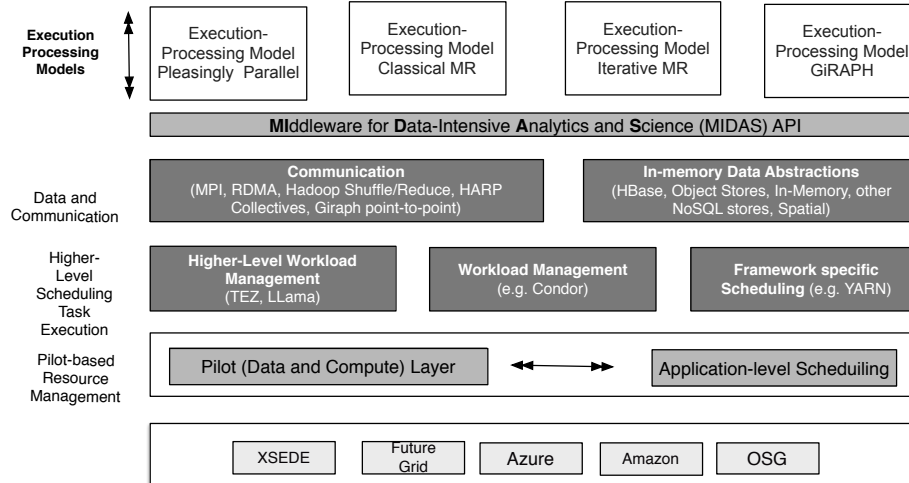 Execution
Processing
Models
Execution-
Processing Model
Pleasingly Parallel
Execution-
Processing Model
Classical MR
Execution-
Processing Model
Iterative MR
Execution-
Processing Model
GiRAPH
MIddleware for Data-Intensive Analytics and Science (MIDAS) API
Data and
Communication
Communication
(MPI, RDMA, Hadoop Shuffle/Reduce, HARP
Collectives, Giraph point-to-point)
In-memory Data Abstractions
(HBase, Object Stores, In-Memory, other
NoSQL stores, Spatial)
Higher-
Level
Scheduling
Task
Execution
Higher-Level Workload
Management
(TEZ, LLama)
Workload Management
(e.g. Condor)
Framework specific
Scheduling (e.g. YARN)
Pilot-based
Resource
Management
Pilot (Data and Compute) Layer
Application-level Scheduiling
XSEDE
Future
Grid
Azure
Amazon
OSG